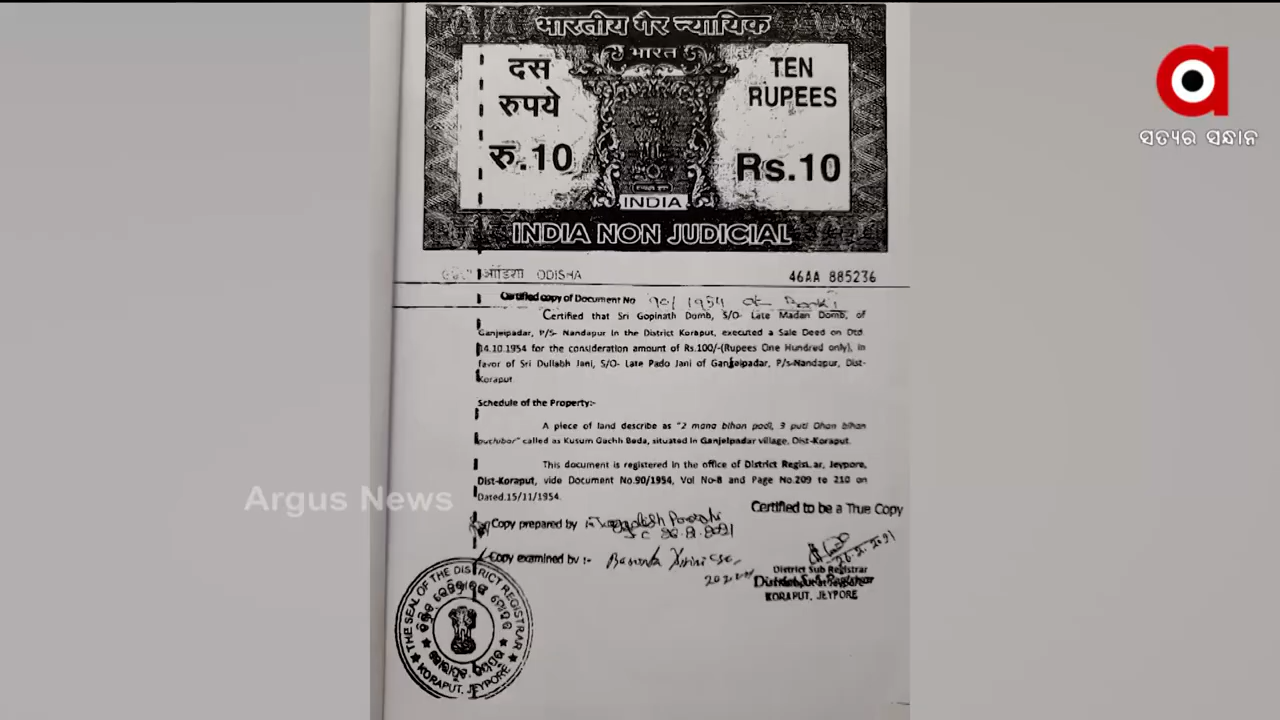 भारतीय गैर न्यायिक
भारत
दस
रुपये
रु.10
TEN
RUPEES
Rs.10
INDIA
INDIA NON JUDICIAL
ସତ୍ୟର ସନ୍ଧାନ
ओडिशा ODISHA
46AA 885236
Certified copy of Document No 90/1954 of Book I
Certified that Sri Gopinath Domb, S/O- Late Madan Domb, of
Ganjeipadar, P/S- Nandapur in the District Koraput, executed a Sale Deed on Dtd
14.10.1954 for the consideration amount of Rs.100/-(Rupees One Hundred only), in
favor of Sri Dullabh Jani, S/O- Late Pado Jani of Ganjeipadar, P/s-Nandapur, Dist-
Koraput.
Schedule of the Property:-
A piece of land describe as "2 mana bihan padi, 3 puti Dhan bihan
" called as Kusum Gachh Beda, situated in Ganjeipadar village, Dist-Koraput.
This document is registered in the office of District Registrar, Jeypore,
Dist-Koraput, vide Document No.90/1954, Vol No-8 and Page No.209 to 210 on
Dated.15/11/1954.
Argus News
Certified to be a True Copy
Copy prepared by
Copy examined by :-
District Sub Registrar
District Sub Registrar
KORAPUT, JEYPORE
THE SEAL OF THE DISTRICT REGISTRAR
KORAPUT, JEYPORE